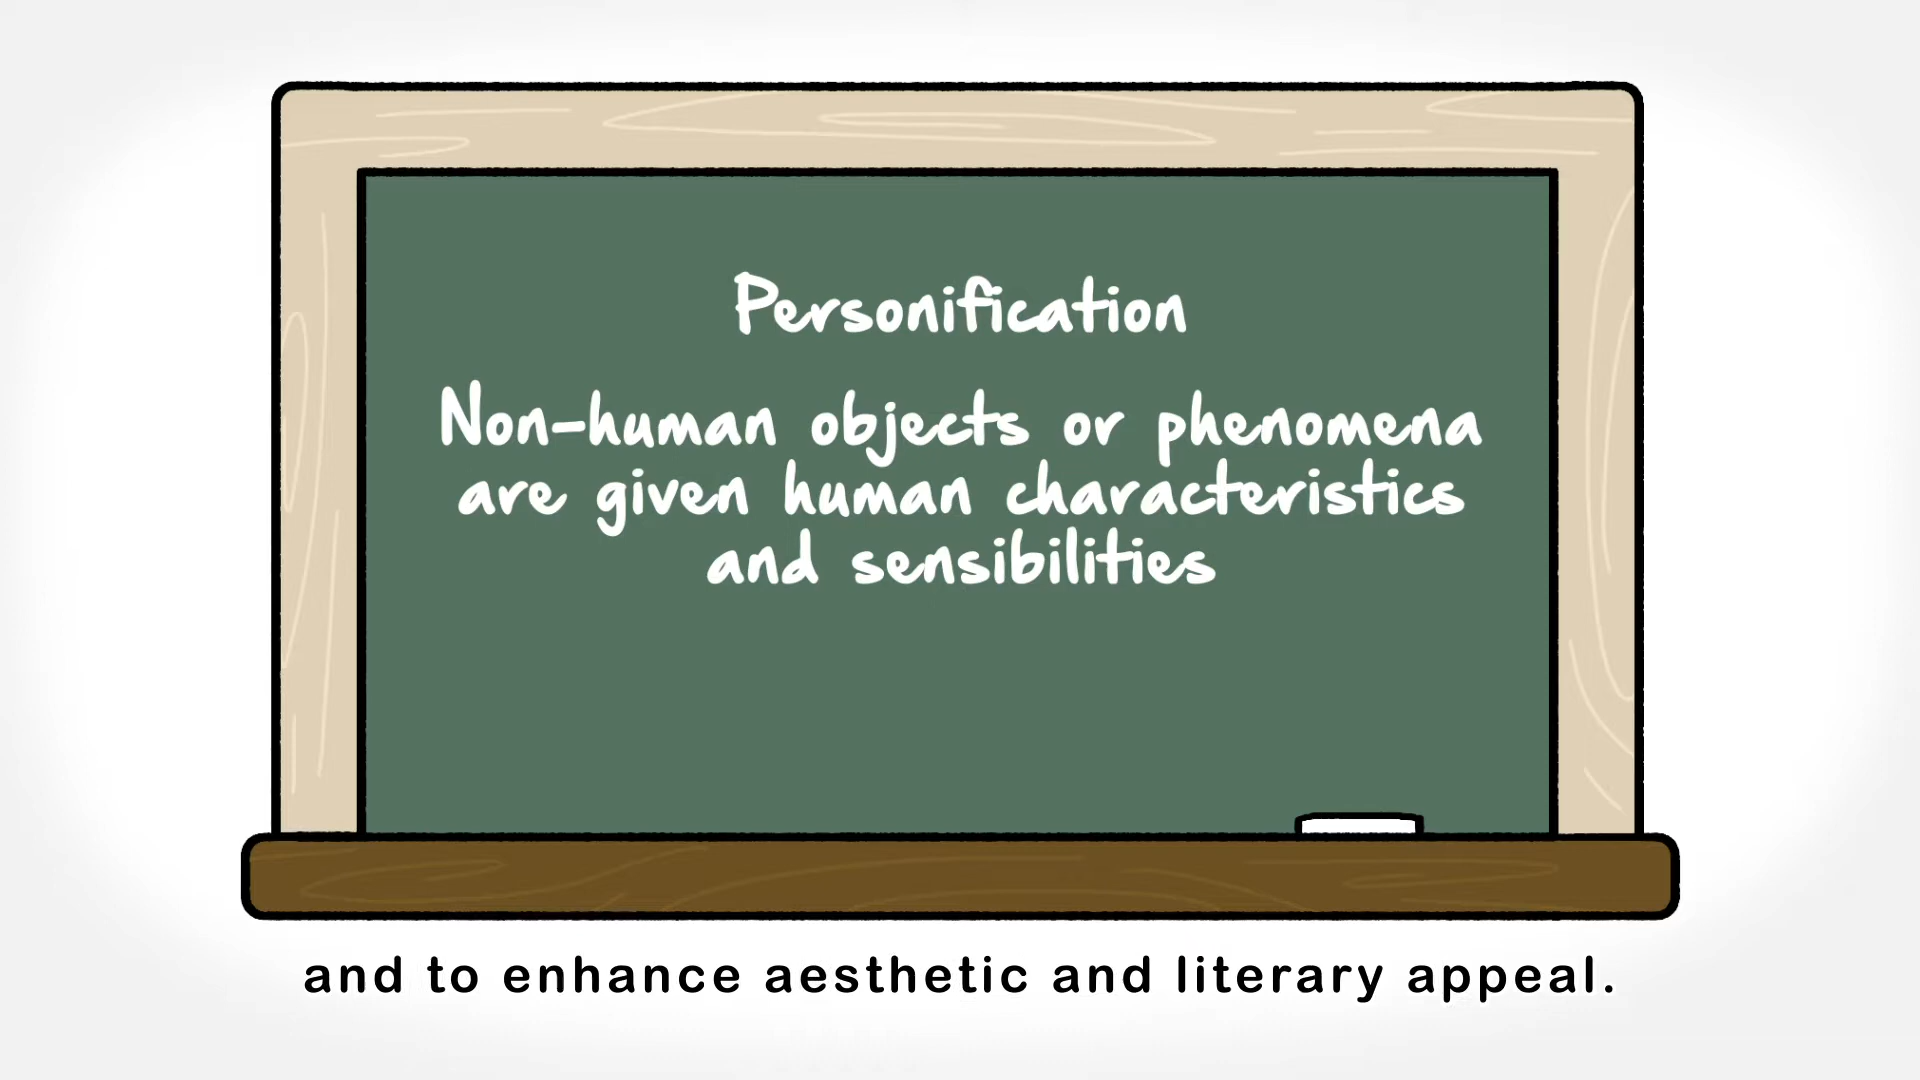 Personification
Non-human objects or phenomena
are given human characteristics
and sensibilities
and to enhance aesthetic and literary appeal.